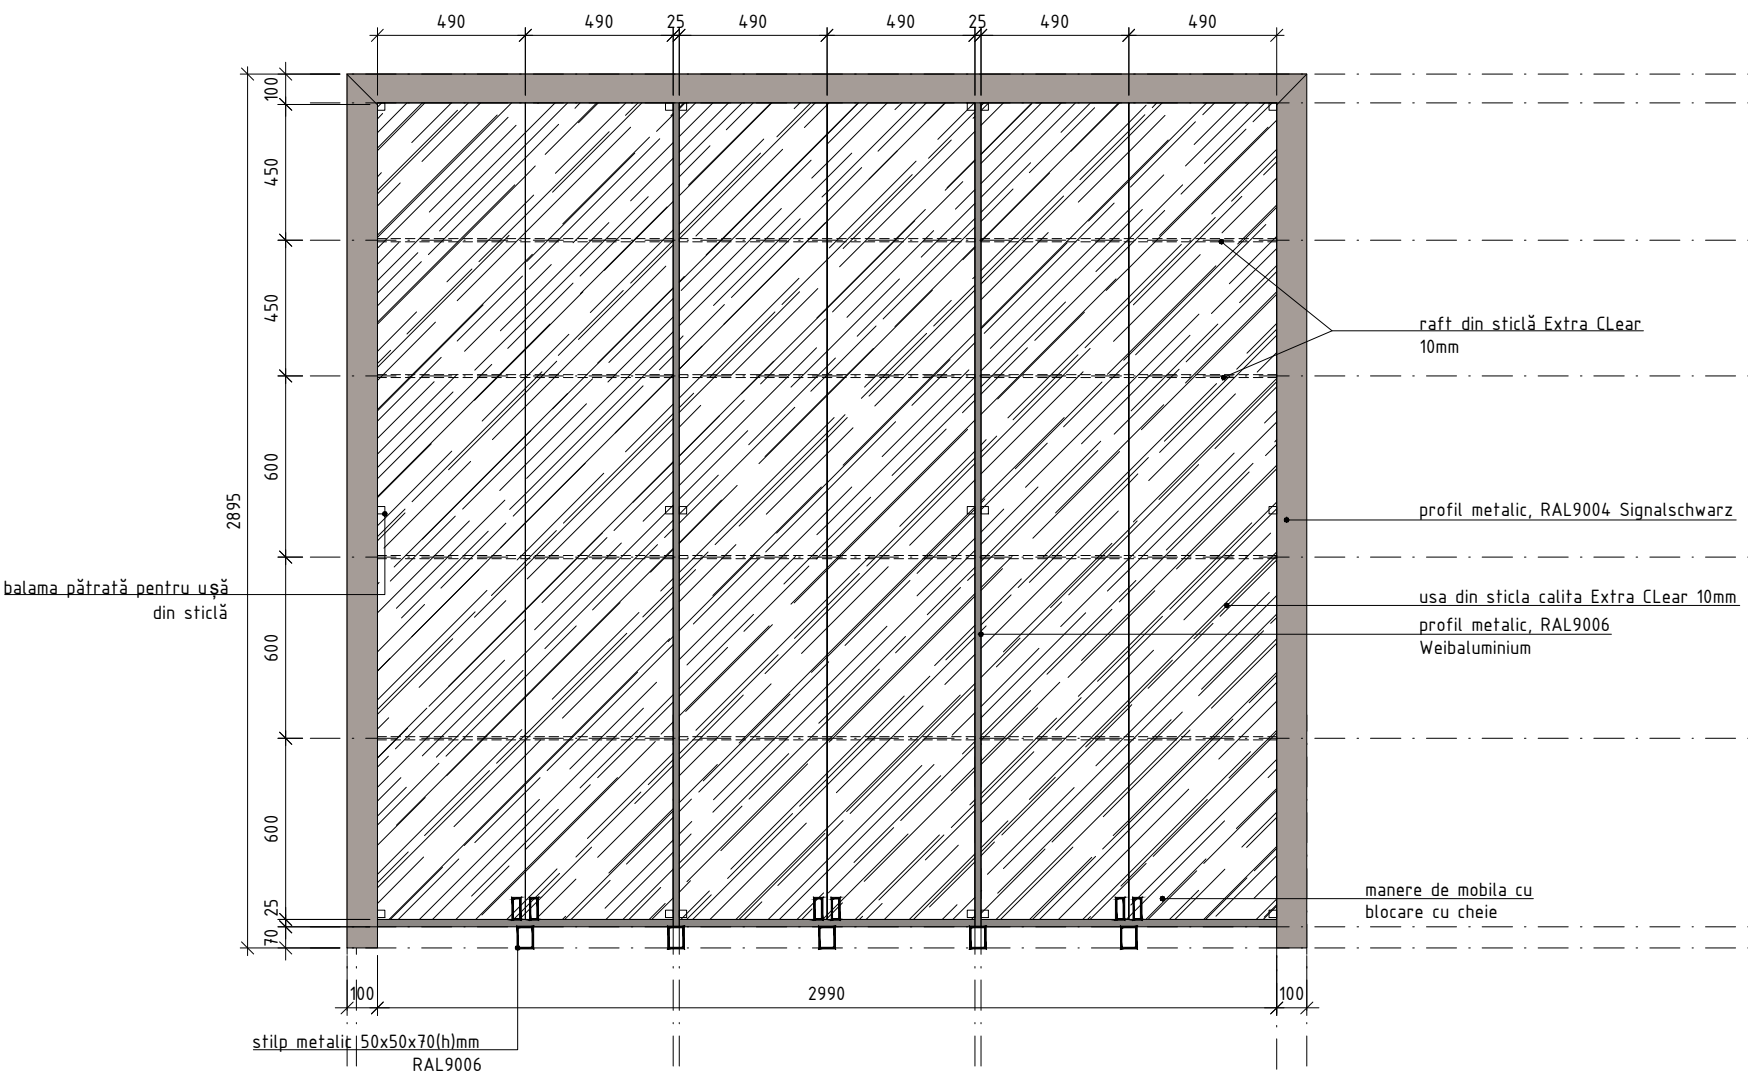 490 490 25 490 490 25 490 490
100
450
450
600
2895
600
600
25
70
raft din sticlă Extra CLear
10mm
profil metalic, RAL9004 Signalschwarz
balama pătrată pentru ușă
din sticlă
usa din sticla calita Extra CLear 10mm
profil metalic, RAL9006
Weibaluminium
manere de mobila cu
blocare cu cheie
100 2990 100
stilp metalic 50x50x70(h)mm
RAL9006